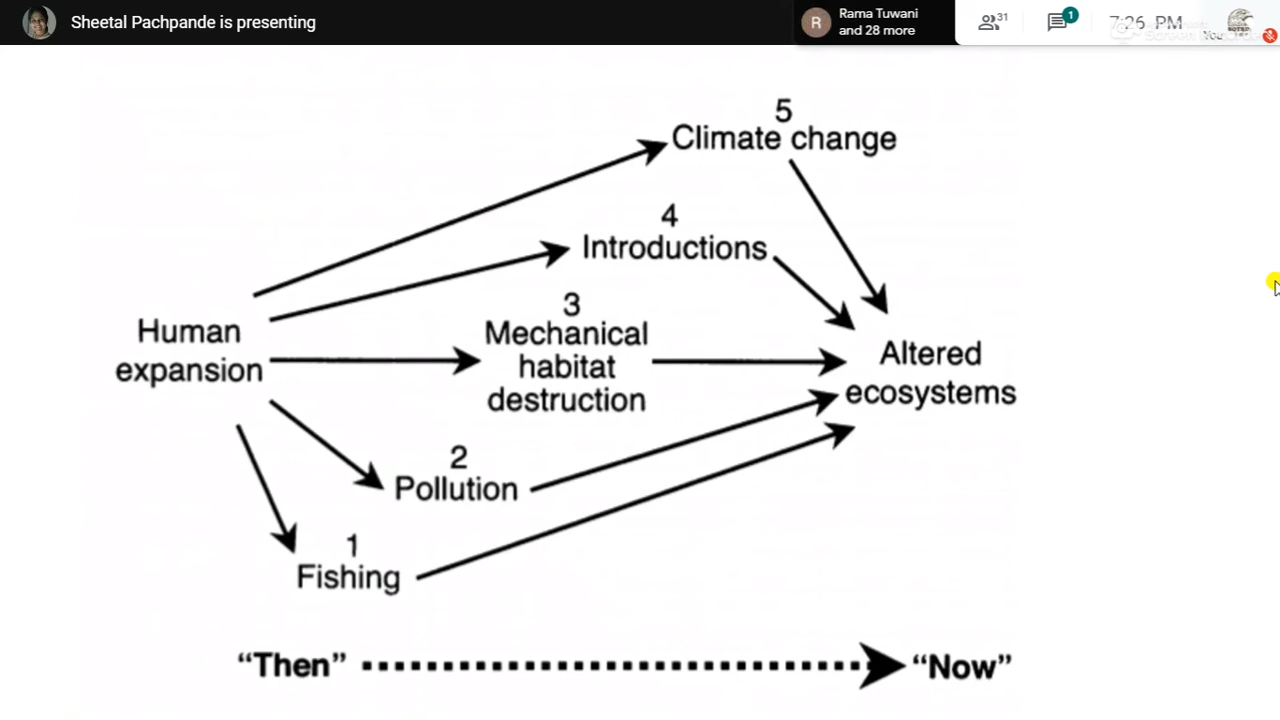 Sheetal Pachpande is presenting
R
Rama Tuwani
and 28 more
31
1
7:26 PM
You
5
Climate change
4
Introductions
3
Mechanical
habitat
destruction
Human
expansion
Altered
ecosystems
2
Pollution
1
Fishing
“Then”
“Now”